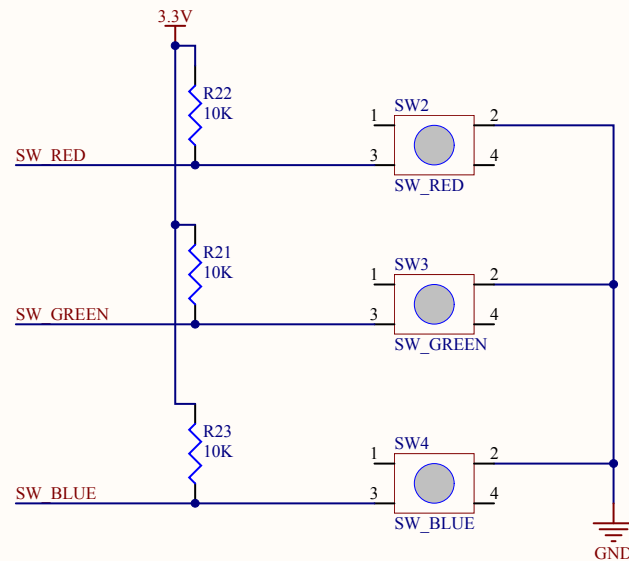 3.3V
R22
10K
SW2
1
2
SW_RED
3
4
SW_RED
R21
10K
SW3
1
2
SW_GREEN
3
4
SW_GREEN
R23
10K
SW4
1
2
SW_BLUE
3
4
SW_BLUE
GND